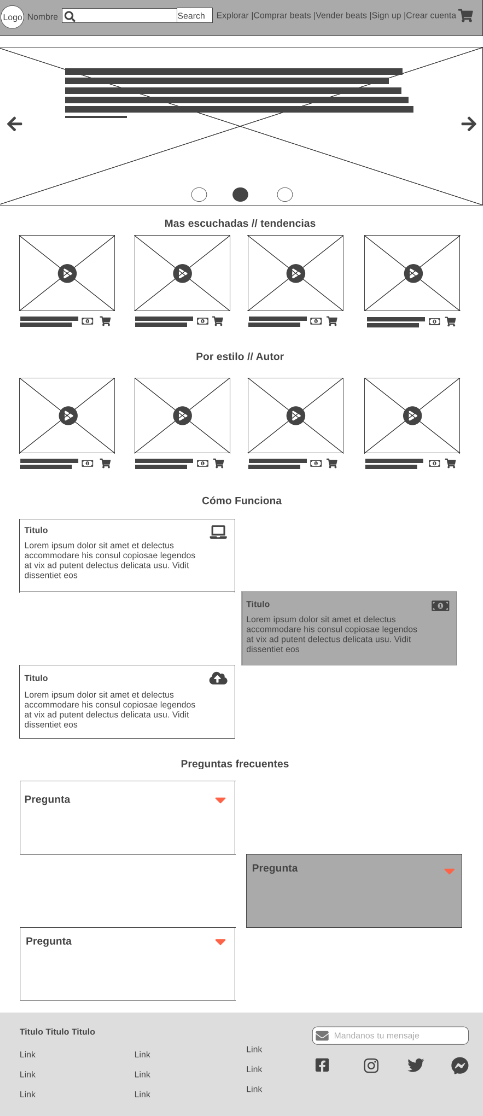 Logo Nombre Search Explorar |Comprar beats |Vender beats |Sign up |Crear cuenta
Mas escuchadas // tendencias
Por estilo // Autor
Cómo Funciona
Titulo
Lorem ipsum dolor sit amet et delectus
accommodare his consul copiosae legendos
at vix ad putent delectus delicata usu. Vidit
dissentiet eos
Titulo
Lorem ipsum dolor sit amet et delectus
accommodare his consul copiosae legendos
at vix ad putent delectus delicata usu. Vidit
dissentiet eos
Titulo
Lorem ipsum dolor sit amet et delectus
accommodare his consul copiosae legendos
at vix ad putent delectus delicata usu. Vidit
dissentiet eos
Preguntas frecuentes
Pregunta
Pregunta
Pregunta
Titulo Titulo Titulo
Link
Link
Link
Link
Link
Link
Link
Link
Link
Mandanos tu mensaje